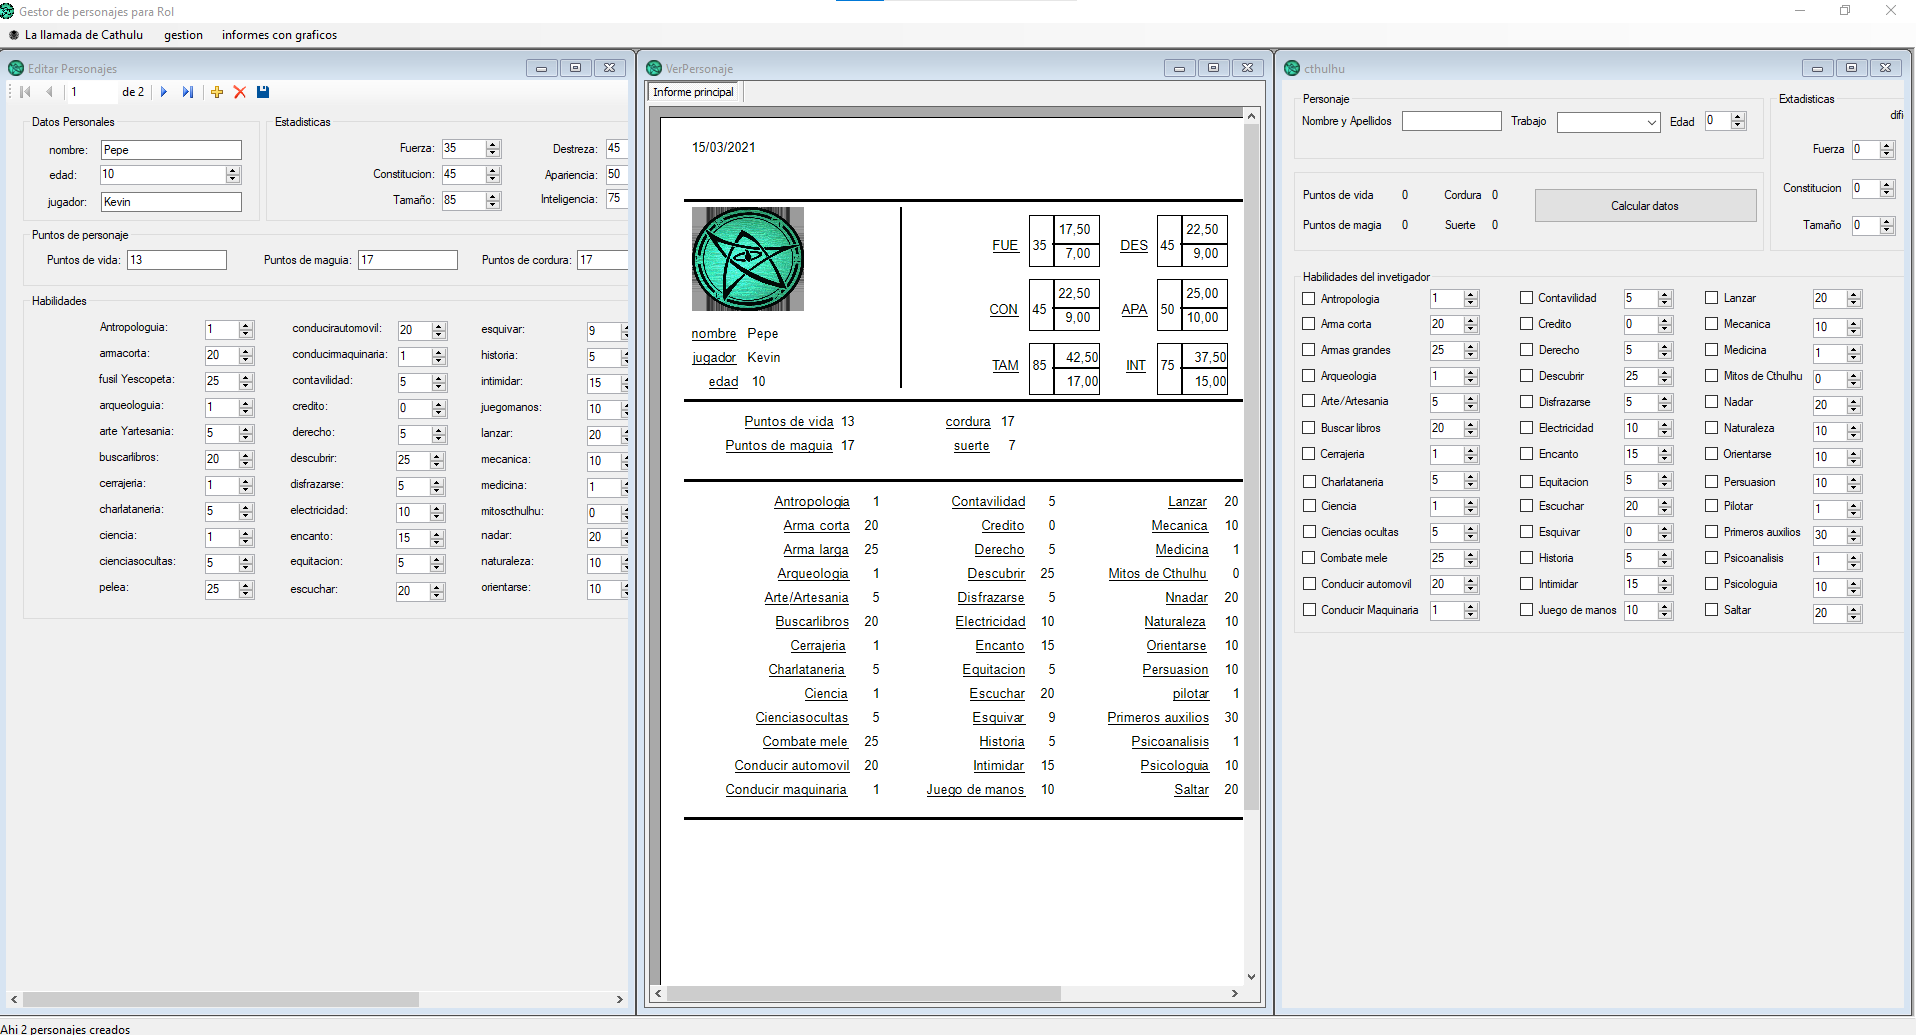 Gestor de personajes para Rol
La llamada de Cathulu gestion informes con graficos
Editar Personajes
1 de 2
Datos Personales
nombre: Pepe
edad: 10
jugador: Kevin
Estadisticas
Fuerza: 35 Destreza: 45
Constitucion: 45 Apariencia: 50
Tamaño: 85 Inteligencia: 75
Puntos de personaje
Puntos de vida: 13 Puntos de maguia: 17 Puntos de cordura: 17
Habilidades
Antropologuia: 1 conducirautomovil: 20 esquivar: 9
armacorta: 20 conducimaquinaria: 1 historia: 5
fusil Yescopeta: 25 contavilidad: 5 intimidar: 15
arqueologuia: 1 credito: 0 juegomanos: 10
arte Yartesania: 5 derecho: 5 lanzar: 20
buscarlibros: 20 descubrir: 25 mecanica: 10
cerrajeria: 1 disfrazarse: 5 medicina: 1
charlataneria: 5 electricidad: 10 mitoscthulhu: 0
ciencia: 1 encanto: 15 nadar: 20
cienciasocultas: 5 equitacion: 5 naturaleza: 10
pelea: 25 escuchar: 20 orientarse: 10
VerPersonaje
Informe principal
15/03/2021
FUE 35 17,50 7,00 DES 45 22,50 9,00
CON 45 22,50 9,00 APA 50 25,00 10,00
TAM 85 42,50 17,00 INT 75 37,50 15,00
nombre Pepe
jugador Kevin
edad 10
Puntos de vida 13 cordura 17
Puntos de maguia 17 suerte 7
Antropologia 1 Contavilidad 5 Lanzar 20
Arma corta 20 Credito 0 Mecanica 10
Arma larga 25 Derecho 5 Medicina 1
Arqueologia 1 Descubrir 25 Mitos de Cthulhu 0
Arte/Artesania 5 Disfrazarse 5 Nnadar 20
Buscarlibros 20 Electricidad 10 Naturaleza 10
Cerrajeria 1 Encanto 15 Orientarse 10
Charlataneria 5 Equitacion 5 Persuasion 10
Ciencia 1 Escuchar 20 pilotar 1
Cienciasocultas 5 Esquivar 9 Primeros auxilios 30
Combate mele 25 Historia 5 Psicoanalisis 1
Conducir automovil 20 Intimidar 15 Psicologuia 10
Conducir maquinaria 1 Juego de manos 10 Saltar 20
cthulhu
Personaje
Nombre y Apellidos Trabajo Edad 0
Extadisticas
difi
Fuerza 0
Constitucion 0
Tamaño 0
Puntos de vida 0 Cordura 0
Puntos de magia 0 Suerte 0
Calcular datos
Habilidades del invetigador
Antropologia 1 Contavilidad 5 Lanzar 20
Arma corta 20 Credito 0 Mecanica 10
Armas grandes 25 Derecho 5 Medicina 1
Arqueologia 1 Descubrir 25 Mitos de Cthulhu 0
Arte/Artesania 5 Disfrazarse 5 Nadar 20
Buscar libros 20 Electricidad 10 Naturaleza 10
Cerrajeria 1 Encanto 15 Orientarse 10
Charlataneria 5 Equitacion 5 Persuasion 10
Ciencia 1 Escuchar 20 Pilotar 1
Ciencias ocultas 5 Esquivar 0 Primeros auxilios 30
Combate mele 25 Historia 5 Psicoanalisis 1
Conducir automovil 20 Intimidar 15 Psicologuia 10
Conducir Maquinaria 1 Juego de manos 10 Saltar 20
Ahi 2 personajes creados